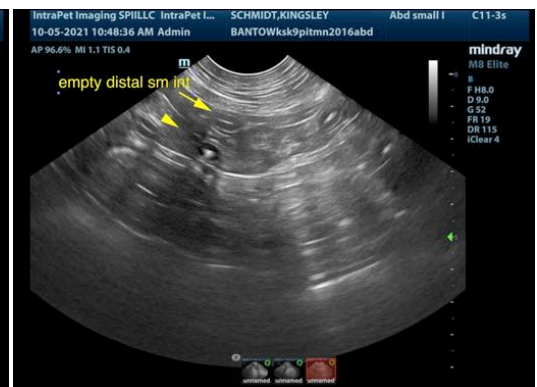 IntraPet Imaging SPIILLC IntraPet I... SCHMIDT,KINGSLEY Abd small I C11-3s
10-05-2021 10:48:36 AM Admin BANTOWksk9pitmn2016abd
AP 96.6% MI 1.1 TIS 0.4
m
mindray
M8 Elite
empty distal sm int
B
F H8.0
D 9.0
G 52
FR 19
DR 115
iClear 4
unnamed unnamed unnamed